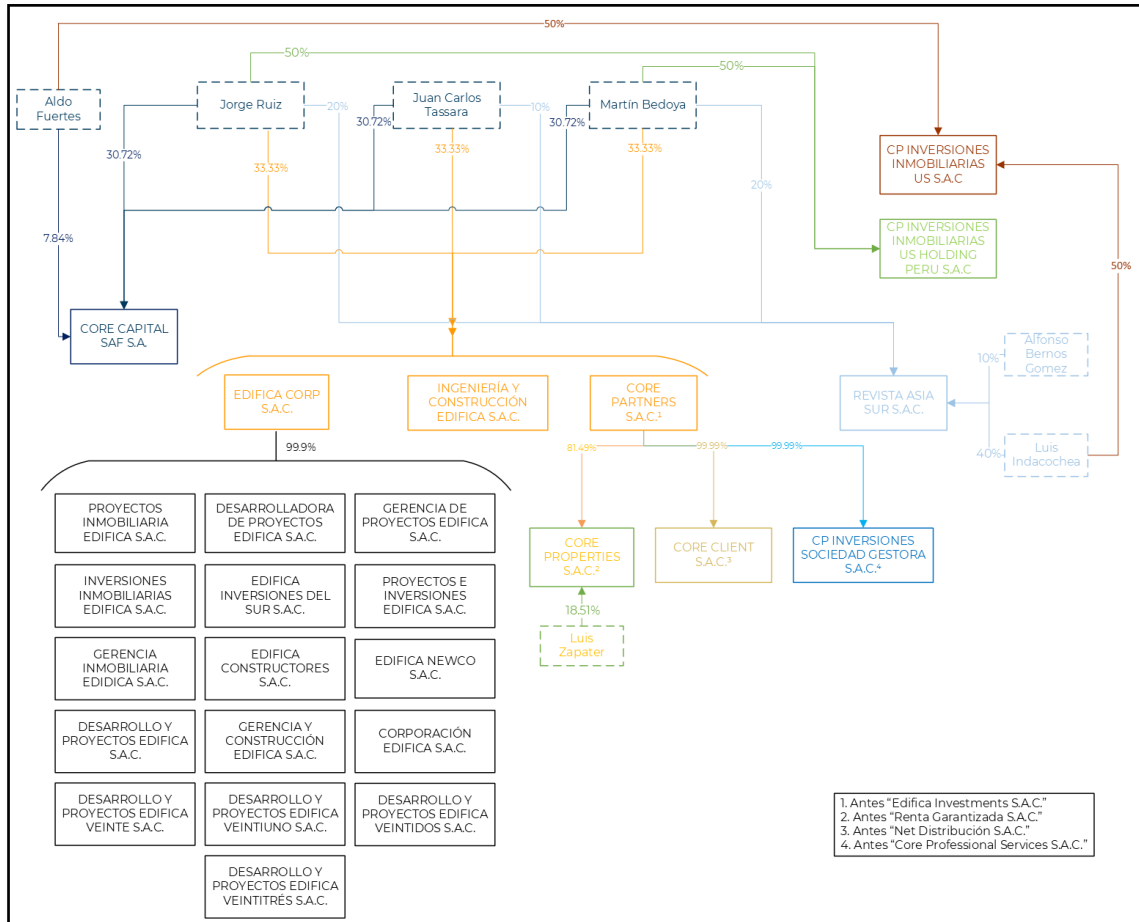 50%
50%
50%
Aldo
Fuertes
Jorge Ruiz
20%
Juan Carlos
Tassara
10%
Martín Bedoya
30.72%
30.72%
30.72%
33.33%
33.33%
33.33%
20%
7.84%
CP INVERSIONES
INMOBILIARIAS
US S.A.C
CP INVERSIONES
INMOBILIARIAS
US HOLDING
PERU S.A.C
50%
CORE CAPITAL
SAF S.A.
EDIFICA CORP
S.A.C.
INGENIERÍA Y
CONSTRUCCIÓN
EDIFICA S.A.C.
CORE
PARTNERS
S.A.C.¹
REVISTA ASIA
SUR S.A.C.
10%
Alfonso
Bernos
Gomez
40%
Luis
Indacochea
99.9%
81.49%
99.99%
99.99%
PROYECTOS
INMOBILIARIA
EDIFICA S.A.C.
DESARROLLADORA
DE PROYECTOS
EDIFICA S.A.C.
GERENCIA DE
PROYECTOS EDIFICA
S.A.C.
CORE
PROPERTIES
S.A.C.²
CORE CLIENT
S.A.C.³
CP INVERSIONES
SOCIEDAD GESTORA
S.A.C.⁴
INVERSIONES
INMOBILIARIAS
EDIFICA S.A.C.
EDIFICA
INVERSIONES DEL
SUR S.A.C.
PROYECTOS E
INVERSIONES
EDIFICA S.A.C.
18.51%
Luis
Zapater
GERENCIA
INMOBILIARIA
EDIDICA S.A.C.
EDIFICA
CONSTRUCTORES
S.A.C.
EDIFICA NEWCO
S.A.C.
DESARROLLO Y
PROYECTOS EDIFICA
S.A.C.
GERENCIA Y
CONSTRUCCIÓN
EDIFICA S.A.C.
CORPORACIÓN
EDIFICA S.A.C.
DESARROLLO Y
PROYECTOS EDIFICA
VEINTE S.A.C.
DESARROLLO Y
PROYECTOS EDIFICA
VEINTIUNO S.A.C.
DESARROLLO Y
PROYECTOS EDIFICA
VEINTIDOS S.A.C.
DESARROLLO Y
PROYECTOS EDIFICA
VEINTITRÉS S.A.C.
1. Antes “Edifica Investments S.A.C.”
2. Antes “Renta Garantizada S.A.C.”
3. Antes “Net Distribución S.A.C.”
4. Antes “Core Professional Services S.A.C.”